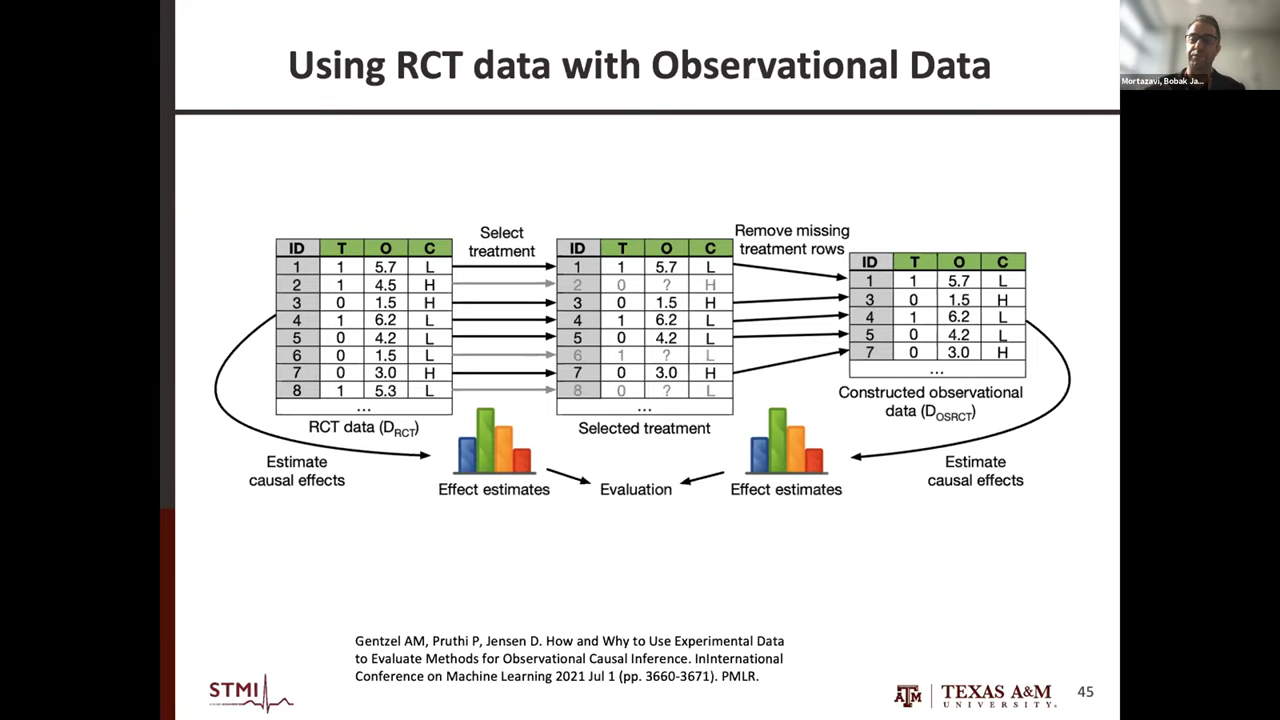 Using RCT data with Observational Data
Mortazavi, Bobak Ja...
Select
treatment
Remove missing
treatment rows
ID T O C
1 1 5.7 L
2 1 4.5 H
3 0 1.5 H
4 1 6.2 L
5 0 4.2 L
6 0 1.5 L
7 0 3.0 H
8 1 5.3 L
...
RCT data (DRCT)
ID T O C
1 1 5.7 L
2 0 ? H
3 0 1.5 H
4 1 6.2 L
5 0 4.2 L
6 1 ? L
7 0 3.0 H
8 0 ? L
...
Selected treatment
ID T O C
1 1 5.7 L
3 0 1.5 H
4 1 6.2 L
5 0 4.2 L
7 0 3.0 H
...
Constructed observational
data (DOSRCT)
Estimate
causal effects
Effect estimates
Evaluation
Effect estimates
Estimate
causal effects
Gentzel AM, Pruthi P, Jensen D. How and Why to Use Experimental Data
to Evaluate Methods for Observational Causal Inference. InInternational
Conference on Machine Learning 2021 Jul 1 (pp. 3660-3671). PMLR.
STMI
ATM
TEXAS A&M
UNIVERSITY.
45